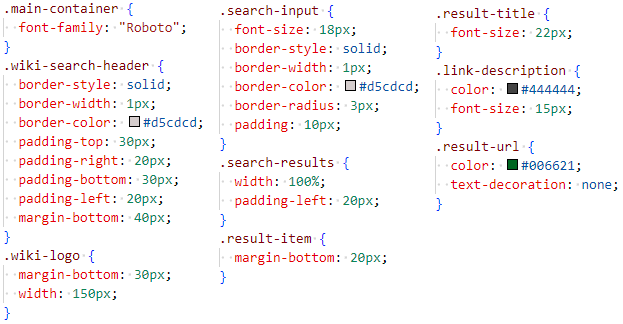 .main-container {
  font-family: "Roboto";
}
.wiki-search-header {
  border-style: solid;
  border-width: 1px;
  border-color: #d5cdcd;
  padding-top: 30px;
  padding-right: 20px;
  padding-bottom: 30px;
  padding-left: 20px;
  margin-bottom: 40px;
}
.wiki-logo {
  margin-bottom: 30px;
  width: 150px;
.search-input {
  font-size: 18px;
  border-style: solid;
  border-width: 1px;
  border-color: #d5cdcd;
  border-radius: 3px;
  padding: 10px;
}
.search-results {
  width: 100%;
  padding-left: 20px;
}
.result-item {
  margin-bottom: 20px;
}
.result-title {
  font-size: 22px;
}
.link-description {
  color: #444444;
  font-size: 15px;
}
.result-url {
  color: #006621;
  text-decoration: none;
}